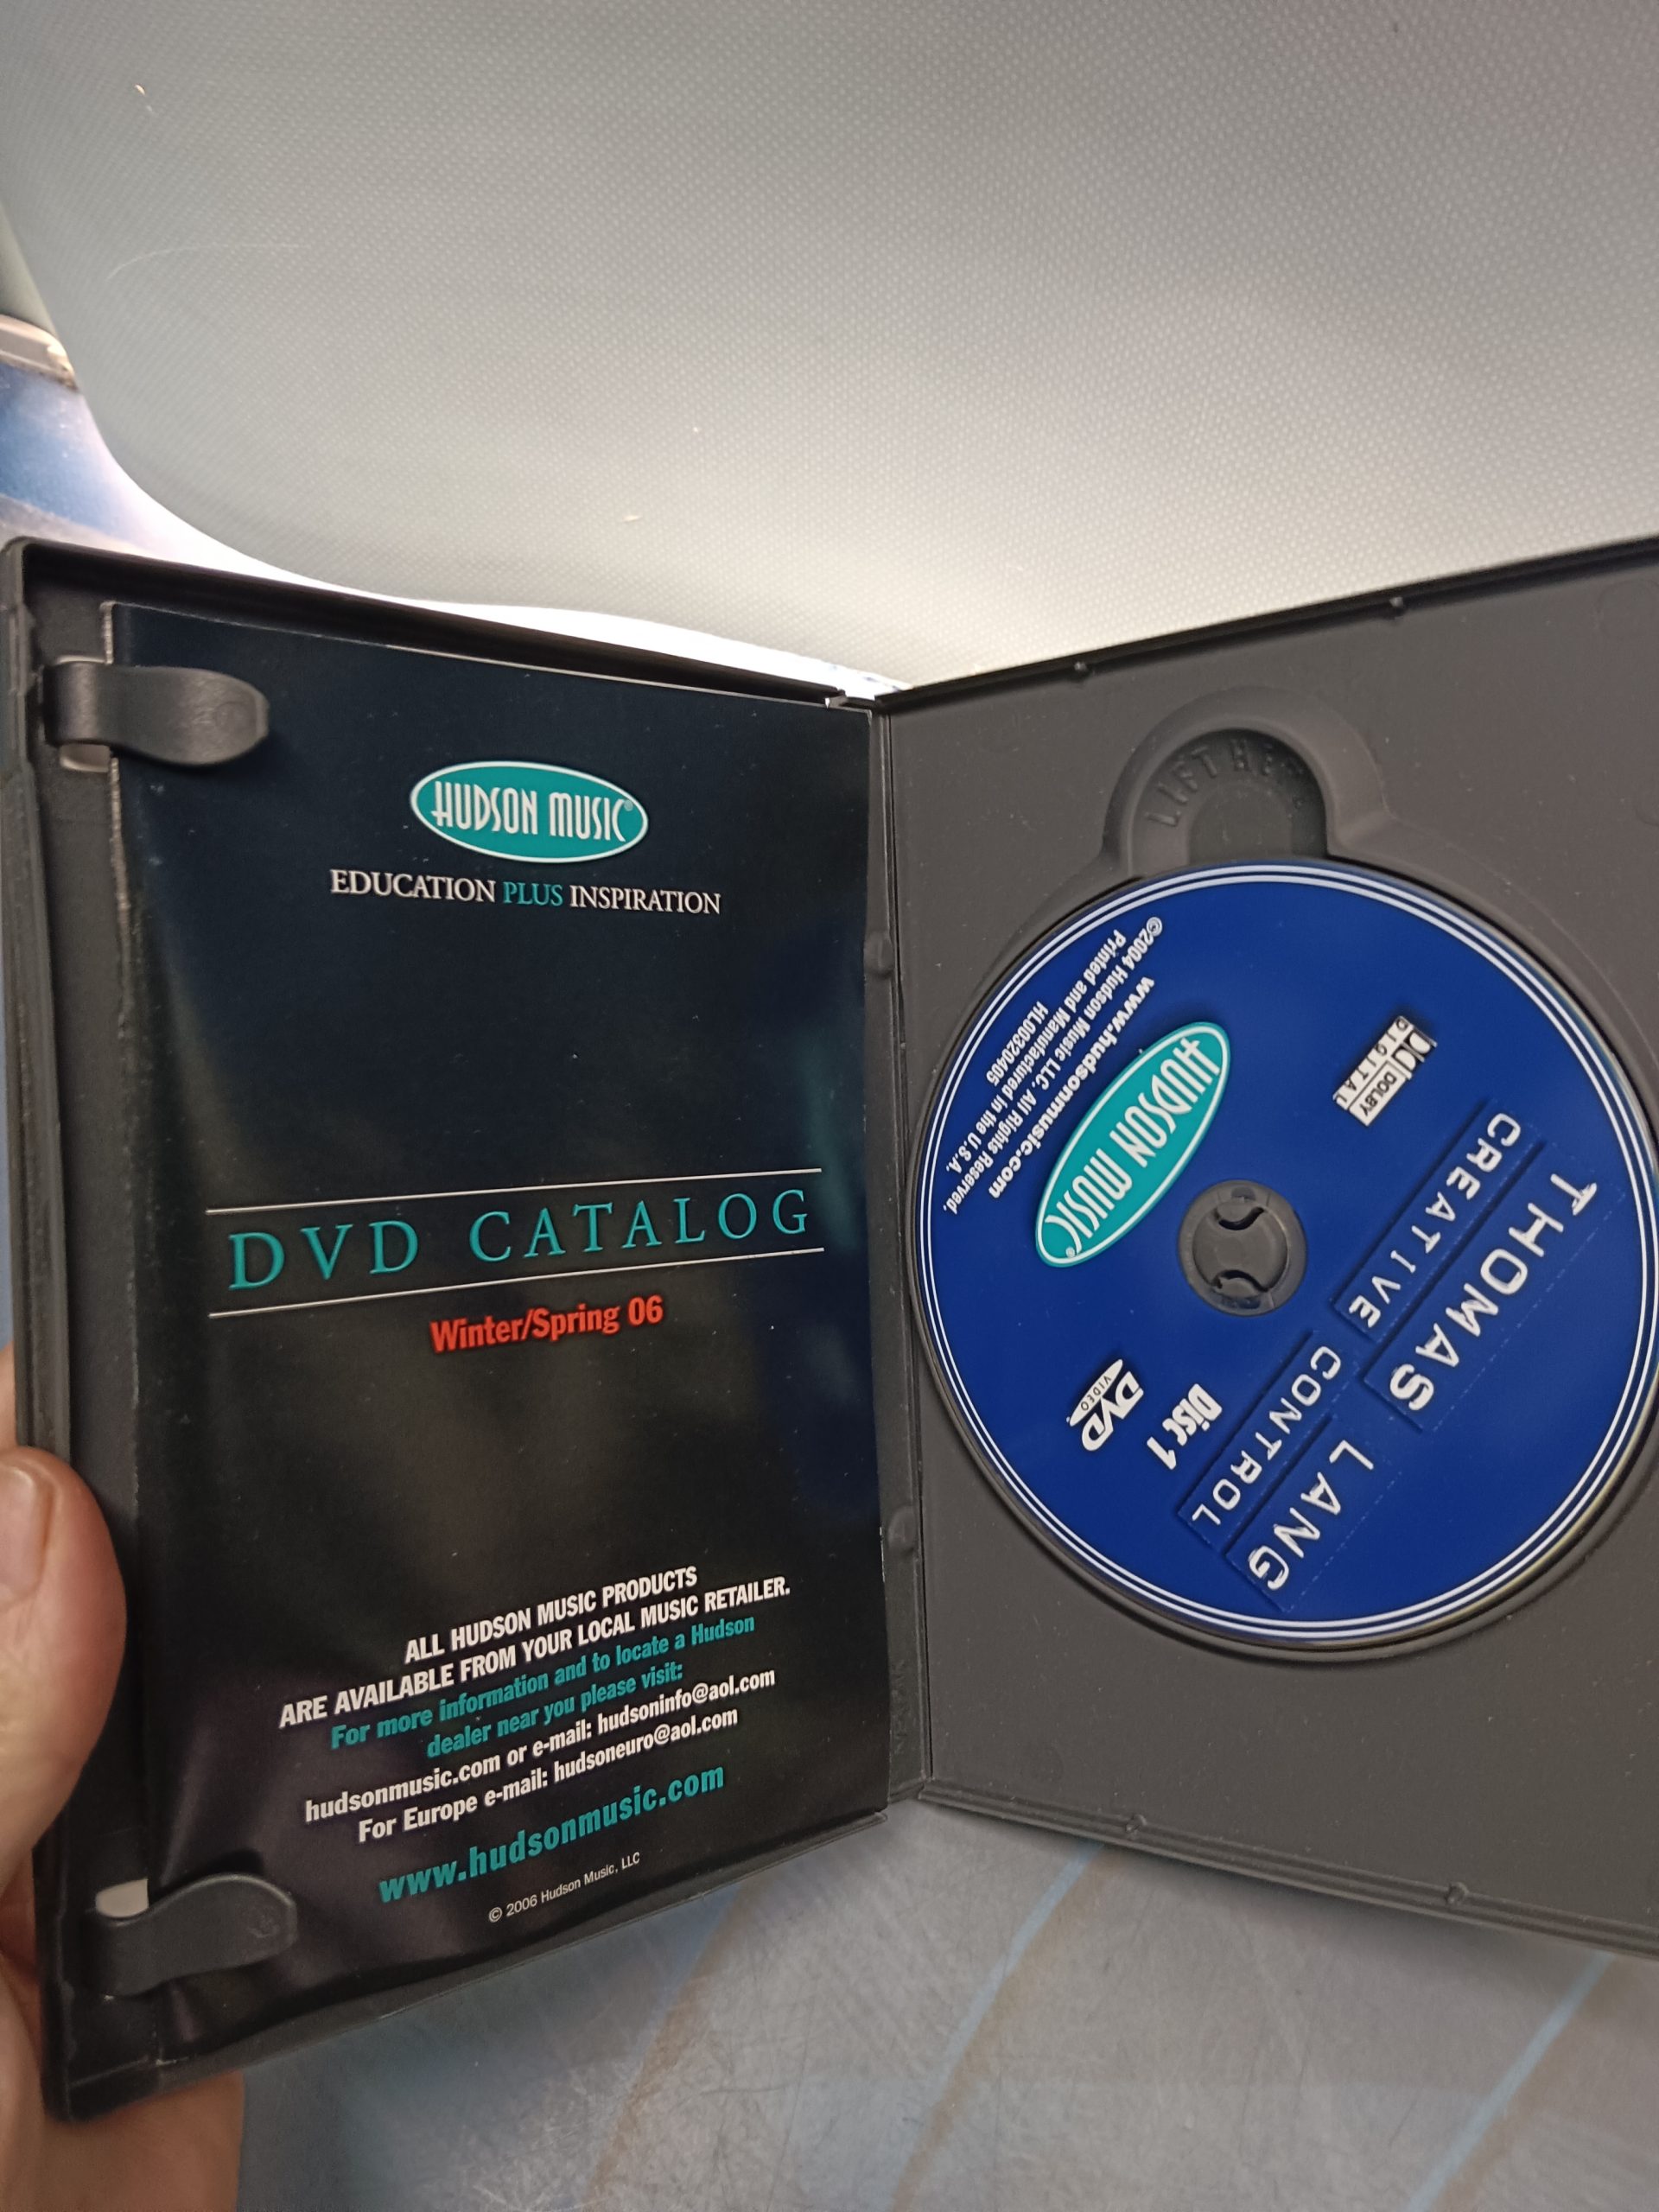 HUDSON MUSIC®
EDUCATION PLUS INSPIRATION
DVD CATALOG
Winter/Spring 06
ALL HUDSON MUSIC PRODUCTS
ARE AVAILABLE FROM YOUR LOCAL MUSIC RETAILER.
For more information and to locate a Hudson
dealer near you please visit:
hudsonmusic.com or e-mail: hudsoninfo@aol.com
For Europe e-mail: hudsoneuro@aol.com
www.hudsonmusic.com
© 2006 Hudson Music, LLC
LIFT HERE
THOMAS LANG
CREATIVE CONTROL
DOLBY
DIGITAL
Disc 1
DVD
VIDEO
HUDSON MUSIC®
www.hudsonmusic.com
©2004 Hudson Music LLC. All Rights Reserved.
Printed and Manufactured in the U.S.A.
HL00320405